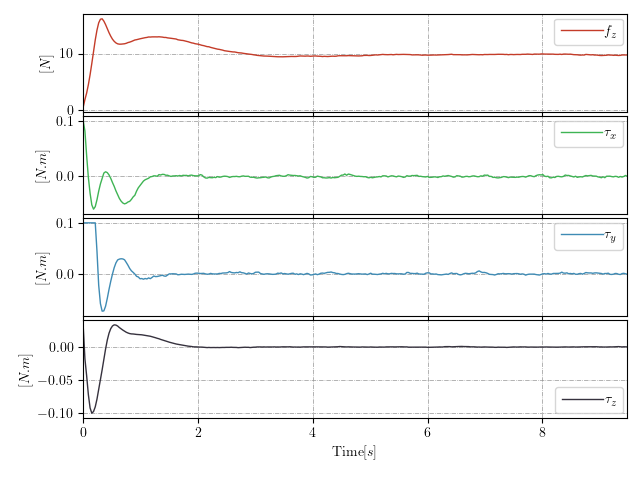 10
0
[N]
f_z
0.1
0.0
[N.m]
τ_x
0.1
0.0
[N.m]
τ_y
0.00
−0.05
−0.10
[N.m]
τ_z
0 2 4 6 8
Time[s]